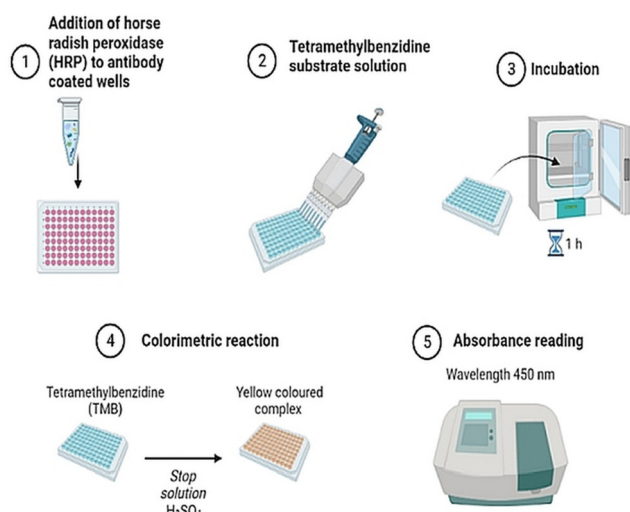 1
Addition of horse
radish peroxidase
(HRP) to antibody
coated wells
2
Tetramethylbenzidine
substrate solution
3
Incubation
1 h
4
Colorimetric reaction
Tetramethylbenzidine
(TMB)
Yellow coloured
complex
Stop
solution
H₂SO₄
5
Absorbance reading
Wavelength 450 nm